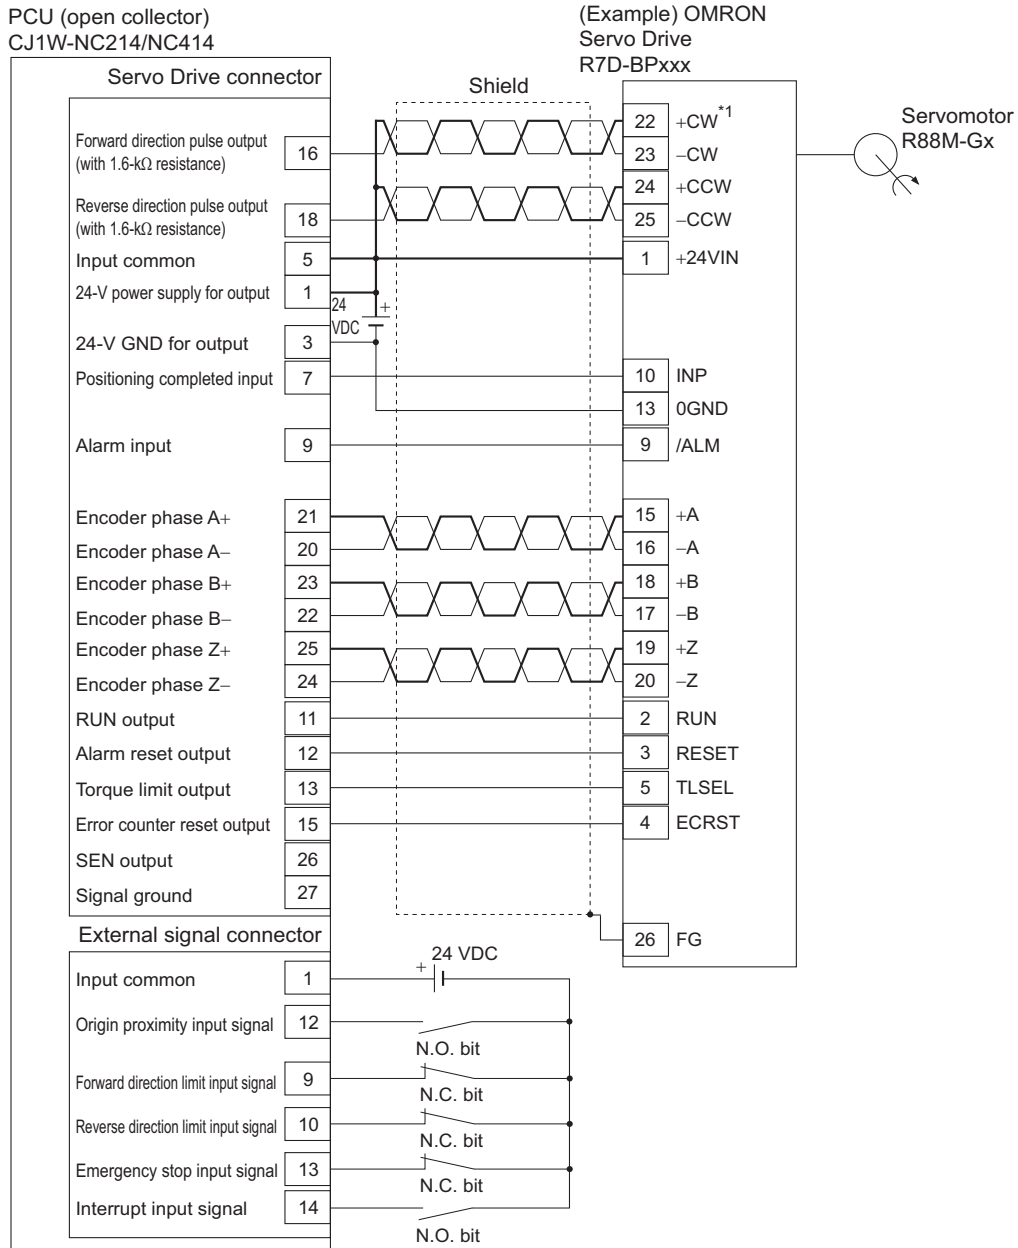 PCU (open collector)
CJ1W-NC214/NC414
(Example) OMRON
Servo Drive
R7D-BPxxx
Servo Drive connector
Shield
Servomotor
R88M-Gx
Forward direction pulse output
(with 1.6-kΩ resistance)
16
22 +CW*1
23 −CW
Reverse direction pulse output
(with 1.6-kΩ resistance)
18
24 +CCW
25 −CCW
Input common 5
1 +24VIN
24-V power supply for output 1
24
VDC
+
24-V GND for output 3
Positioning completed input 7
10 INP
13 0GND
Alarm input 9
9 /ALM
Encoder phase A+ 21
15 +A
Encoder phase A− 20
16 −A
Encoder phase B+ 23
18 +B
Encoder phase B− 22
17 −B
Encoder phase Z+ 25
19 +Z
Encoder phase Z− 24
20 −Z
RUN output 11
2 RUN
Alarm reset output 12
3 RESET
Torque limit output 13
5 TLSEL
Error counter reset output 15
4 ECRST
SEN output 26
Signal ground 27
26 FG
External signal connector
Input common 1
+
24 VDC
Origin proximity input signal 12
N.O. bit
Forward direction limit input signal 9
N.C. bit
Reverse direction limit input signal 10
N.C. bit
Emergency stop input signal 13
N.C. bit
Interrupt input signal 14
N.O. bit